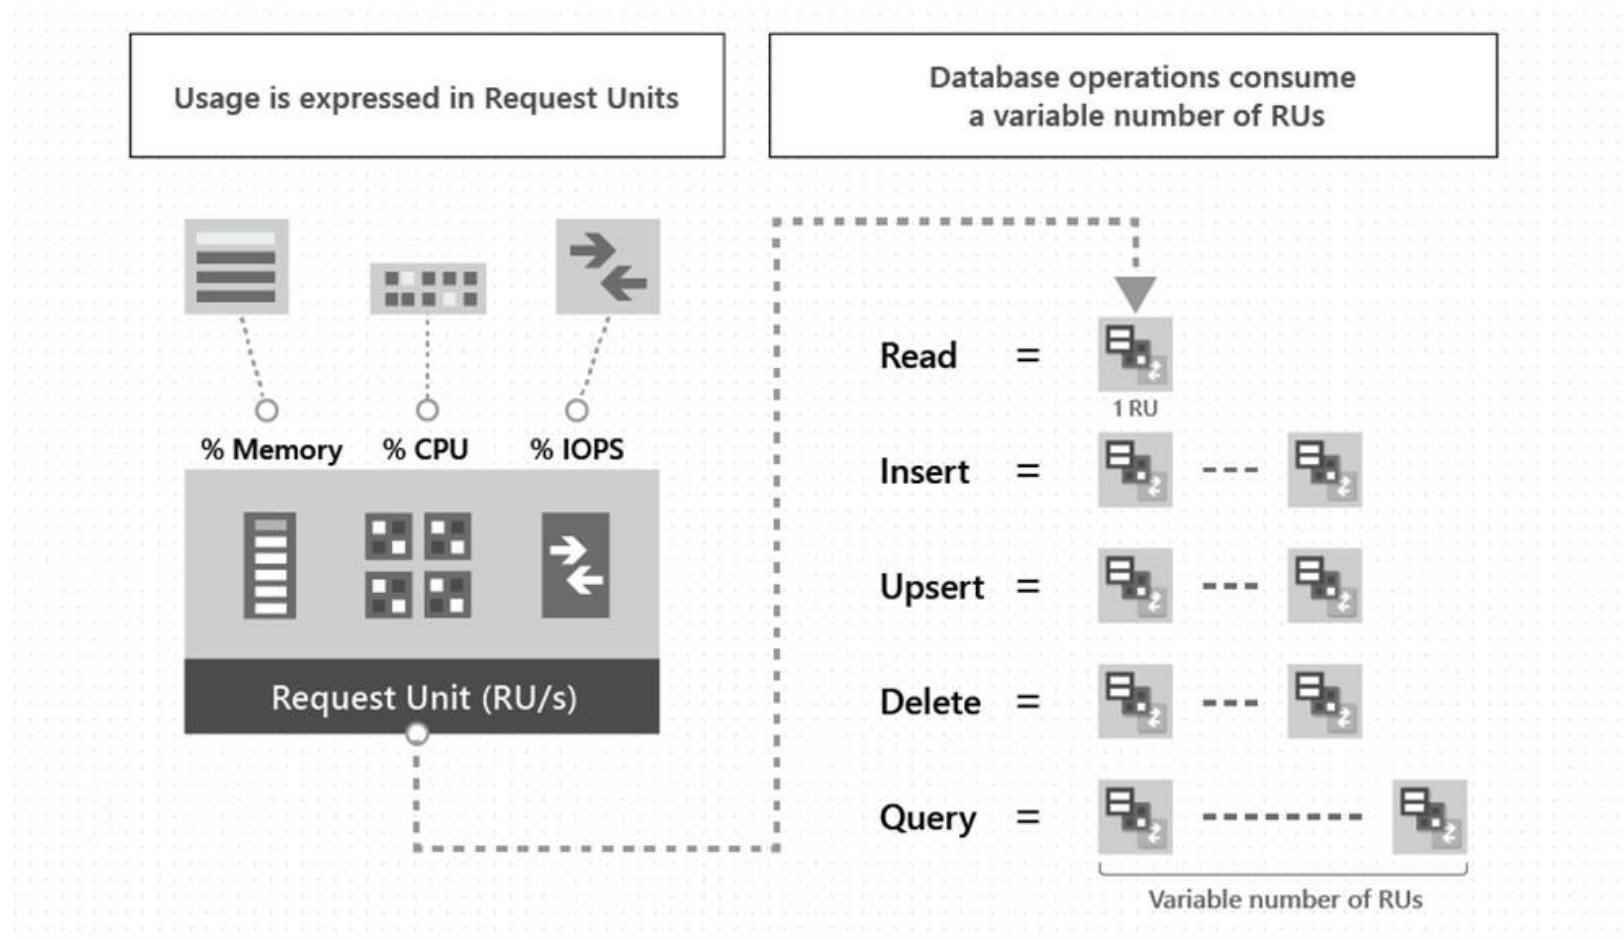 Usage is expressed in Request Units
Database operations consume
a variable number of RUs
% Memory
% CPU
% IOPS
Request Unit (RU/s)
Read =
1 RU
Insert =
Upsert =
Delete =
Query =
Variable number of RUs